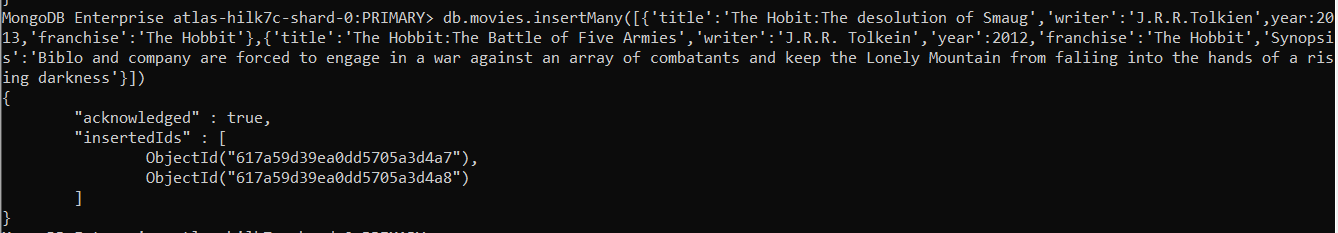 }
MongoDB Enterprise atlas-hilk7c-shard-0:PRIMARY> db.movies.insertMany([{'title':'The Hobit:The desolution of Smaug','writer':'J.R.R.Tolkien',year:20
13,'franchise':'The Hobbit'},{'title':'The Hobbit:The Battle of Five Armies','writer':'J.R.R. Tolkein','year':2012,'franchise':'The Hobbit','Synopsi
s':'Biblo and company are forced to engage in a war against an array of combatants and keep the Lonely Mountain from faliing into the hands of a ris
ing darkness'}])
{
        "acknowledged" : true,
        "insertedIds" : [
                ObjectId("617a59d39ea0dd5705a3d4a7"),
                ObjectId("617a59d39ea0dd5705a3d4a8")
        ]
}